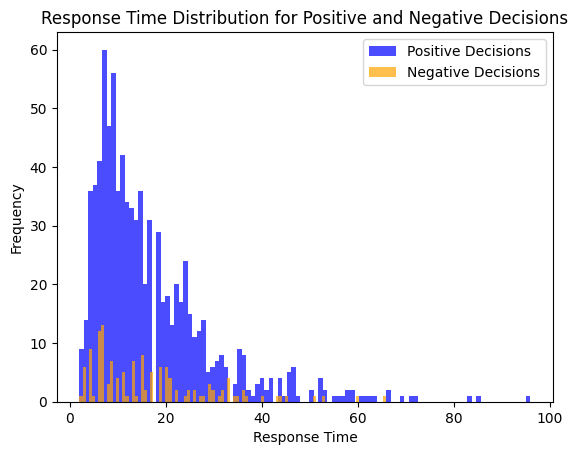 Response Time Distribution for Positive and Negative Decisions
Positive Decisions
Negative Decisions
Frequency
60
50
40
30
20
10
0
0 20 40 60 80 100
Response Time